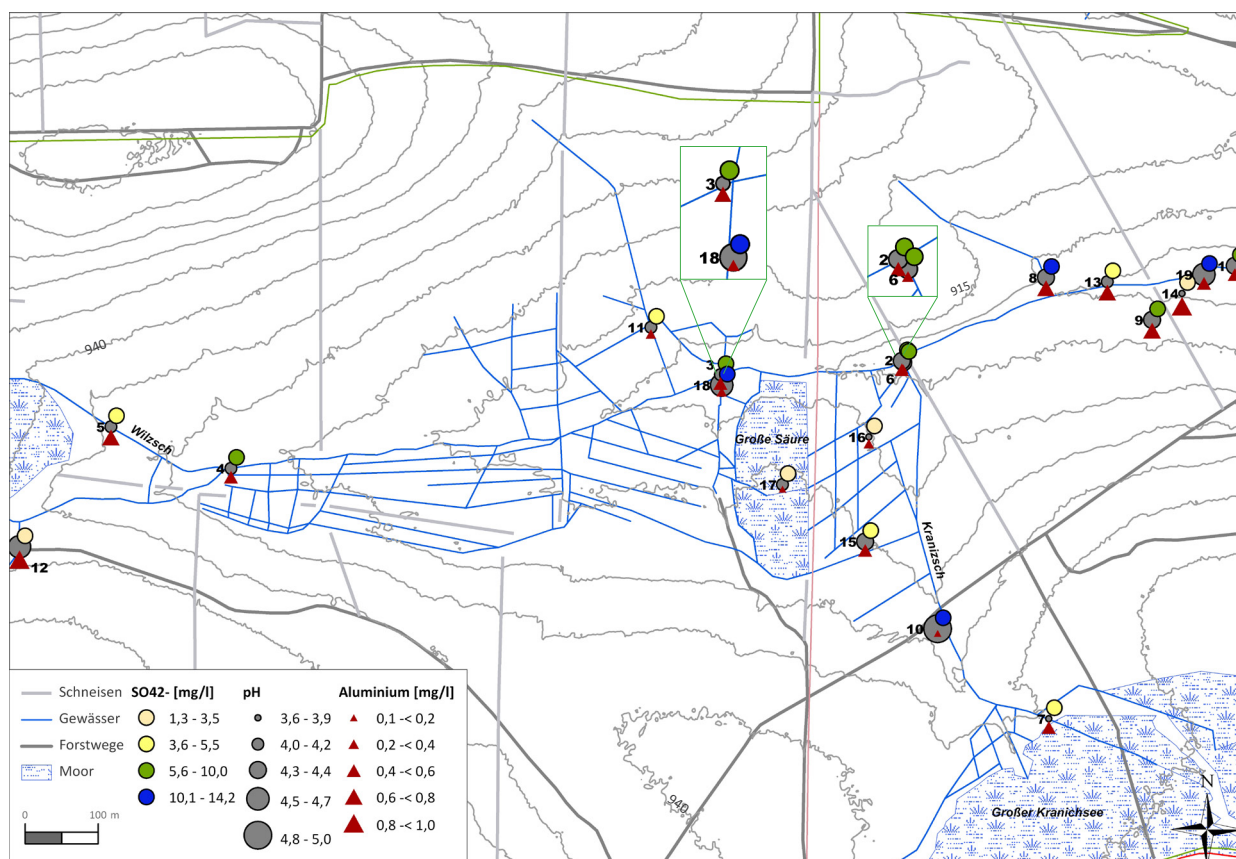 3
18
2
6
915
8
13
19
1
14
9
11
940
3
18
2
6
5
Wilzsch
4
Große Säure
16
17
15
Kranizsch
12
10
7
940
Großer Kranichsee
N
Schneisen
Gewässer
Forstwege
Moor
0 100 m
SO42- [mg/l]
1,3 - 3,5
3,6 - 5,5
5,6 - 10,0
10,1 - 14,2
pH
3,6 - 3,9
4,0 - 4,2
4,3 - 4,4
4,5 - 4,7
4,8 - 5,0
Aluminium [mg/l]
0,1 -< 0,2
0,2 -< 0,4
0,4 -< 0,6
0,6 -< 0,8
0,8 -< 1,0